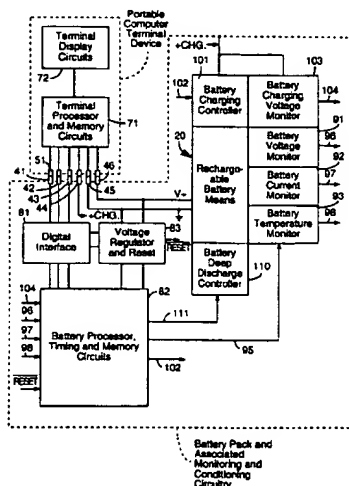 Portable
Computer
Terminal
Device
Terminal
Display
Circuits
72
Terminal
Processor
and Memory
Circuits
71
51
41
42
43
44
46
45
+CHG.
81
Digital
Interface
Voltage
Regulator
and Reset
83
RESET
V+
+CHG.
101
102
Battery
Charging
Controller
103
Battery
Charging
Voltage
Monitor
104
91
Battery
Voltage
Monitor
96
92
Battery
Current
Monitor
97
93
Battery
Temperature
Monitor
98
20
Rechargeable
Battery
Means
Battery
Deep
Discharge
Controller
110
82
104
96
97
98
RESET
Battery Processor,
Timing and Memory
Circuits
111
95
102
Battery Pack and
Associated
Monitoring and
Conditioning
Circuitry